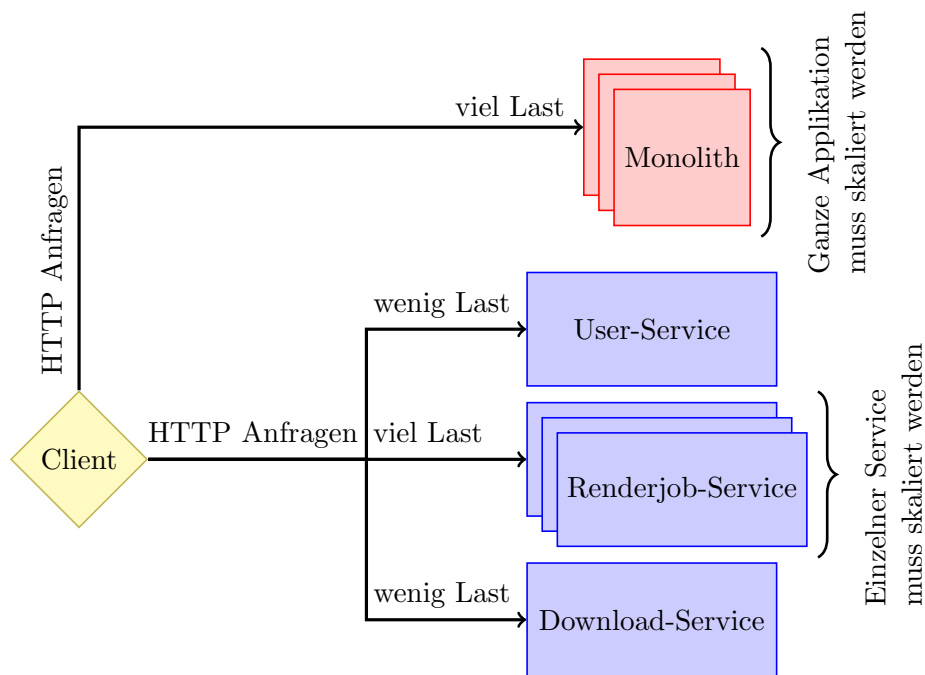 viel Last
Monolith
Ganze Applikation
muss skaliert werden
HTTP Anfragen
wenig Last
User-Service
Client
HTTP Anfragen
viel Last
Renderjob-Service
Einzelner Service
muss skaliert werden
wenig Last
Download-Service